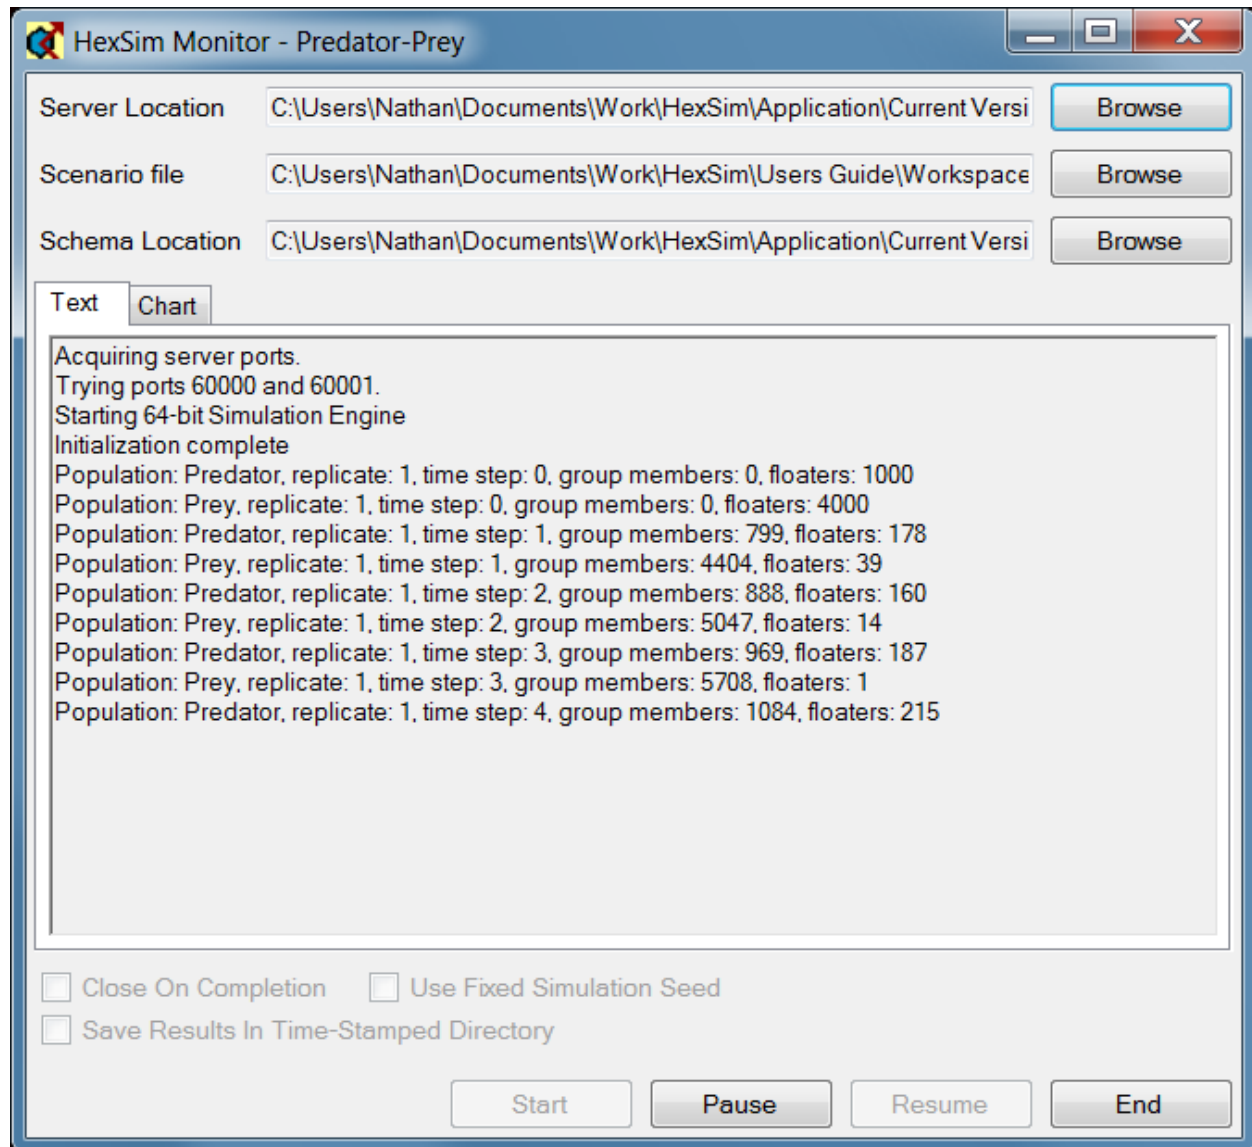 HexSim Monitor - Predator-Prey
Server Location C:\Users\Nathan\Documents\Work\HexSim\Application\Current Versi Browse
Scenario file C:\Users\Nathan\Documents\Work\HexSim\Users Guide\Workspace Browse
Schema Location C:\Users\Nathan\Documents\Work\HexSim\Application\Current Versi Browse
Text Chart
Acquiring server ports.
Trying ports 60000 and 60001.
Starting 64-bit Simulation Engine
Initialization complete
Population: Predator, replicate: 1, time step: 0, group members: 0, floaters: 1000
Population: Prey, replicate: 1, time step: 0, group members: 0, floaters: 4000
Population: Predator, replicate: 1, time step: 1, group members: 799, floaters: 178
Population: Prey, replicate: 1, time step: 1, group members: 4404, floaters: 39
Population: Predator, replicate: 1, time step: 2, group members: 888, floaters: 160
Population: Prey, replicate: 1, time step: 2, group members: 5047, floaters: 14
Population: Predator, replicate: 1, time step: 3, group members: 969, floaters: 187
Population: Prey, replicate: 1, time step: 3, group members: 5708, floaters: 1
Population: Predator, replicate: 1, time step: 4, group members: 1084, floaters: 215
Close On Completion Use Fixed Simulation Seed
Save Results In Time-Stamped Directory
Start Pause Resume End